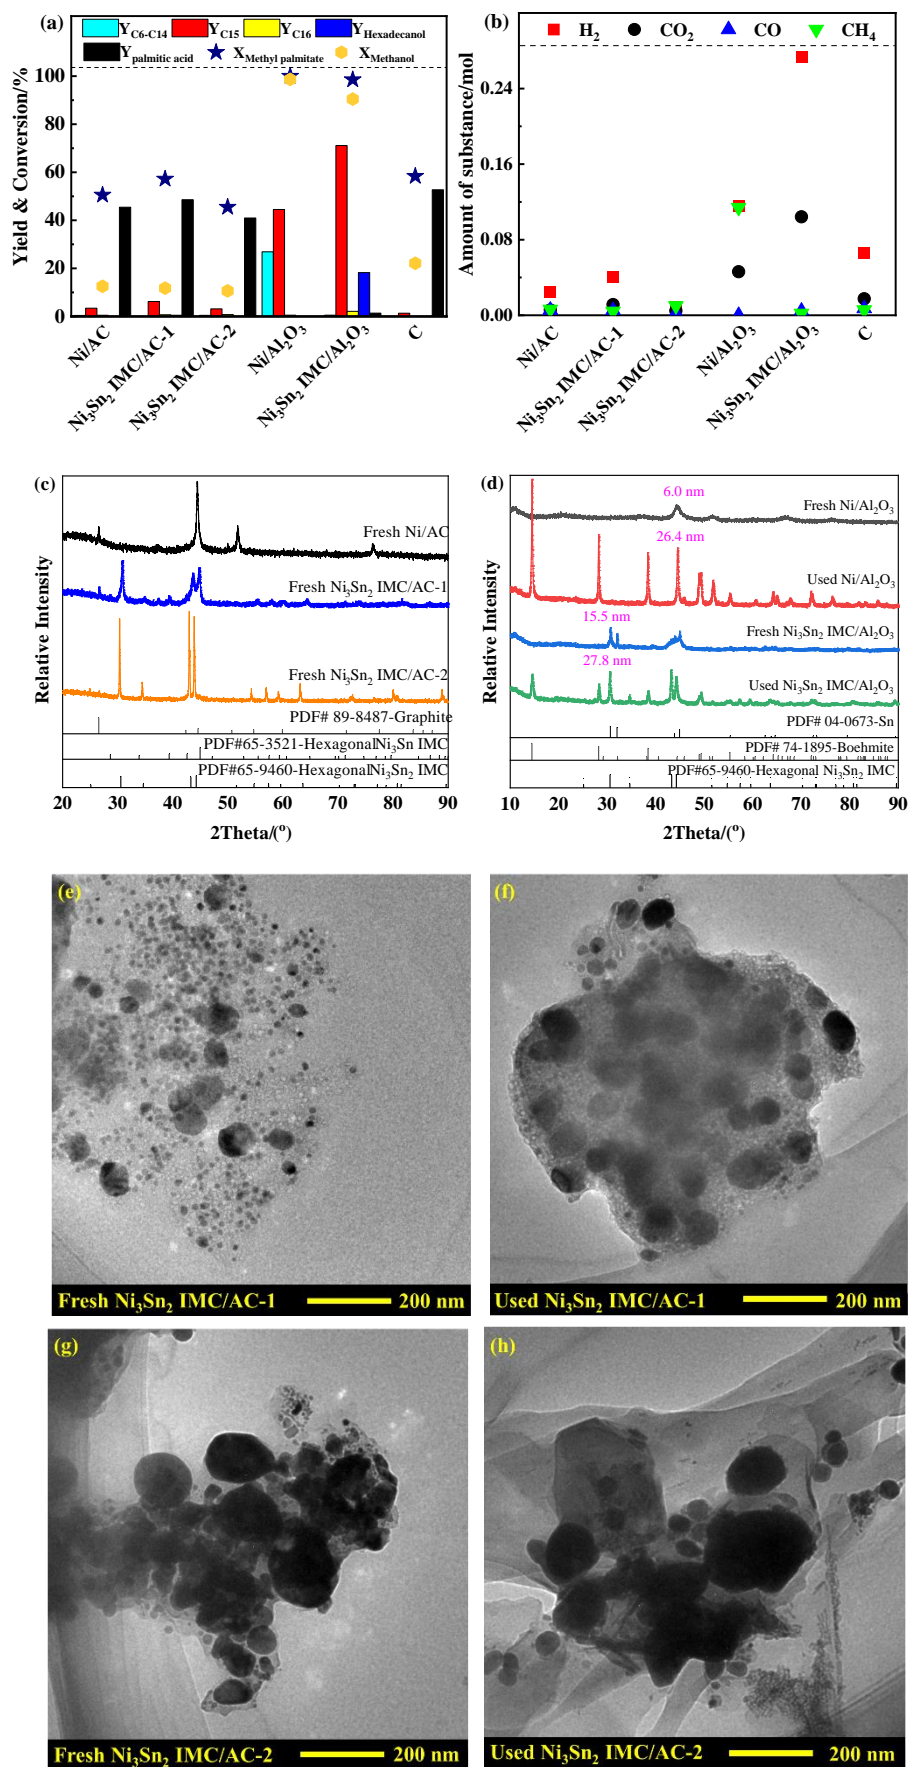 (a) Y_C6-C14 Y_C15 Y_C16 Y_Hexadecanol
Y_palmitic acid X_Methyl palmitate X_Methanol
Yield & Conversion/%
100
80
60
40
20
0
Ni/AC
Ni₃Sn₂ IMC/AC-1
Ni₃Sn₂ IMC/AC-2
Ni/Al₂O₃
Ni₃Sn₂ IMC/Al₂O₃
C
(b) H₂ CO₂ CO CH₄
Amount of substance/mol
0.24
0.16
0.08
0.00
Ni/AC
Ni₃Sn₂ IMC/AC-1
Ni₃Sn₂ IMC/AC-2
Ni/Al₂O₃
Ni₃Sn₂ IMC/Al₂O₃
C
(c)
Relative Intensity
Fresh Ni/AC
Fresh Ni₃Sn₂ IMC/AC-1
Fresh Ni₃Sn₂ IMC/AC-2
PDF# 89-8487-Graphite
PDF#65-3521-HexagonalNi₃Sn IMC
PDF#65-9460-HexagonalNi₃Sn₂ IMC
20 30 40 50 60 70 80 90
2Theta/(°)
(d)
Relative Intensity
6.0 nm
Fresh Ni/Al₂O₃
26.4 nm
Used Ni/Al₂O₃
15.5 nm
Fresh Ni₃Sn₂ IMC/Al₂O₃
27.8 nm
Used Ni₃Sn₂ IMC/Al₂O₃
PDF# 04-0673-Sn
PDF# 74-1895-Boehmite
PDF#65-9460-Hexagonal Ni₃Sn₂ IMC
10 20 30 40 50 60 70 80 90
2Theta/(°)
(e)
Fresh Ni₃Sn₂ IMC/AC-1 200 nm
(f)
Used Ni₃Sn₂ IMC/AC-1 200 nm
(g)
Fresh Ni₃Sn₂ IMC/AC-2 200 nm
(h)
Used Ni₃Sn₂ IMC/AC-2 200 nm